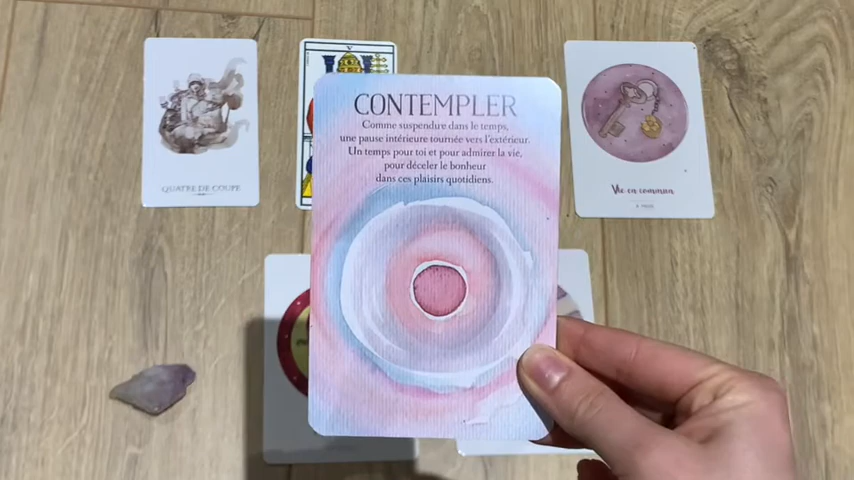 CONTEMPLER
Comme suspendre dans le temps,
une pause intérieure tournée vers l'extérieur.
Un temps pour toi et pour admirer la vie,
pour déceler le bonheur
dans ces plaisirs quotidiens.
QUATRE DE COUPE
V
Vie en commun